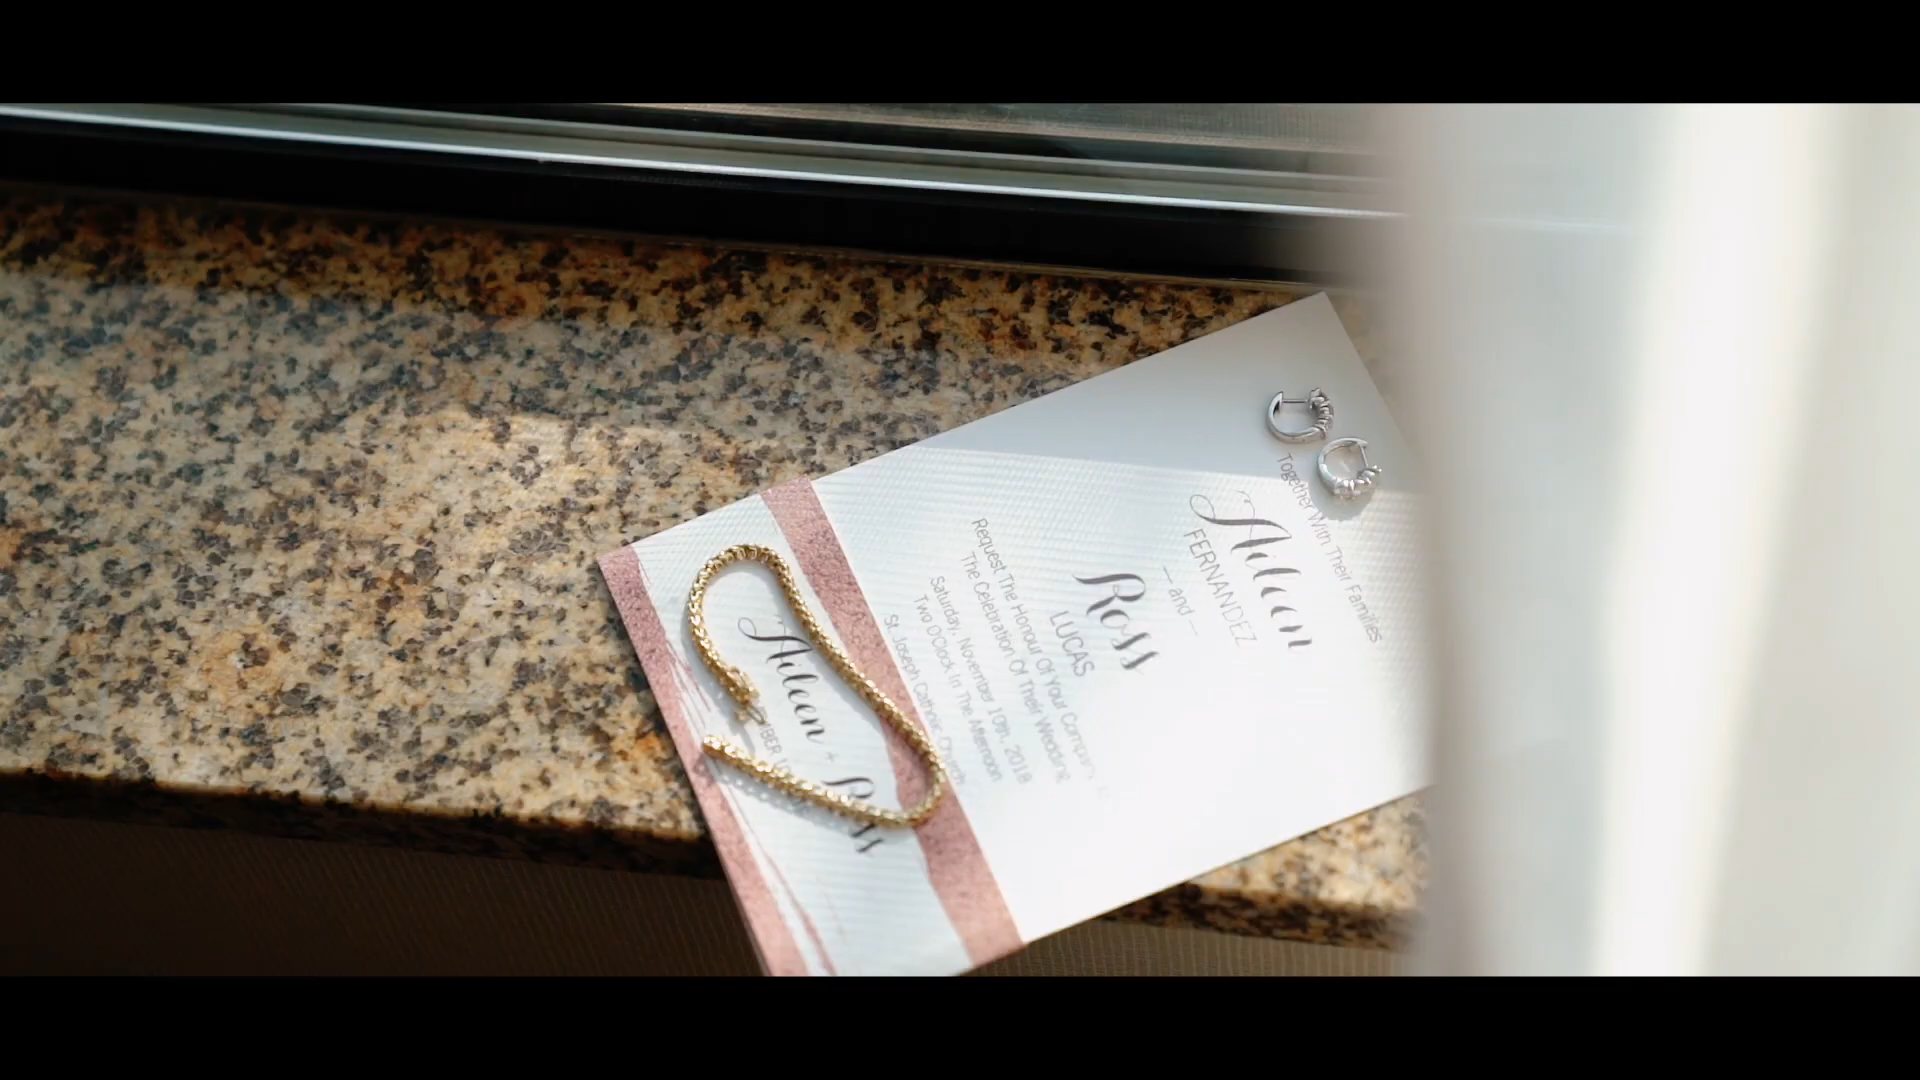 Together With Their Families
Aileen
FERNANDEZ
— and —
Ross
LUCAS
Request The Honour Of Your
The Celebration Of Their Wedding
Saturday, November 10th, 2018
Two O'Clock In The Afternoon
St. Joseph Catholic Church
Aileen + Ross